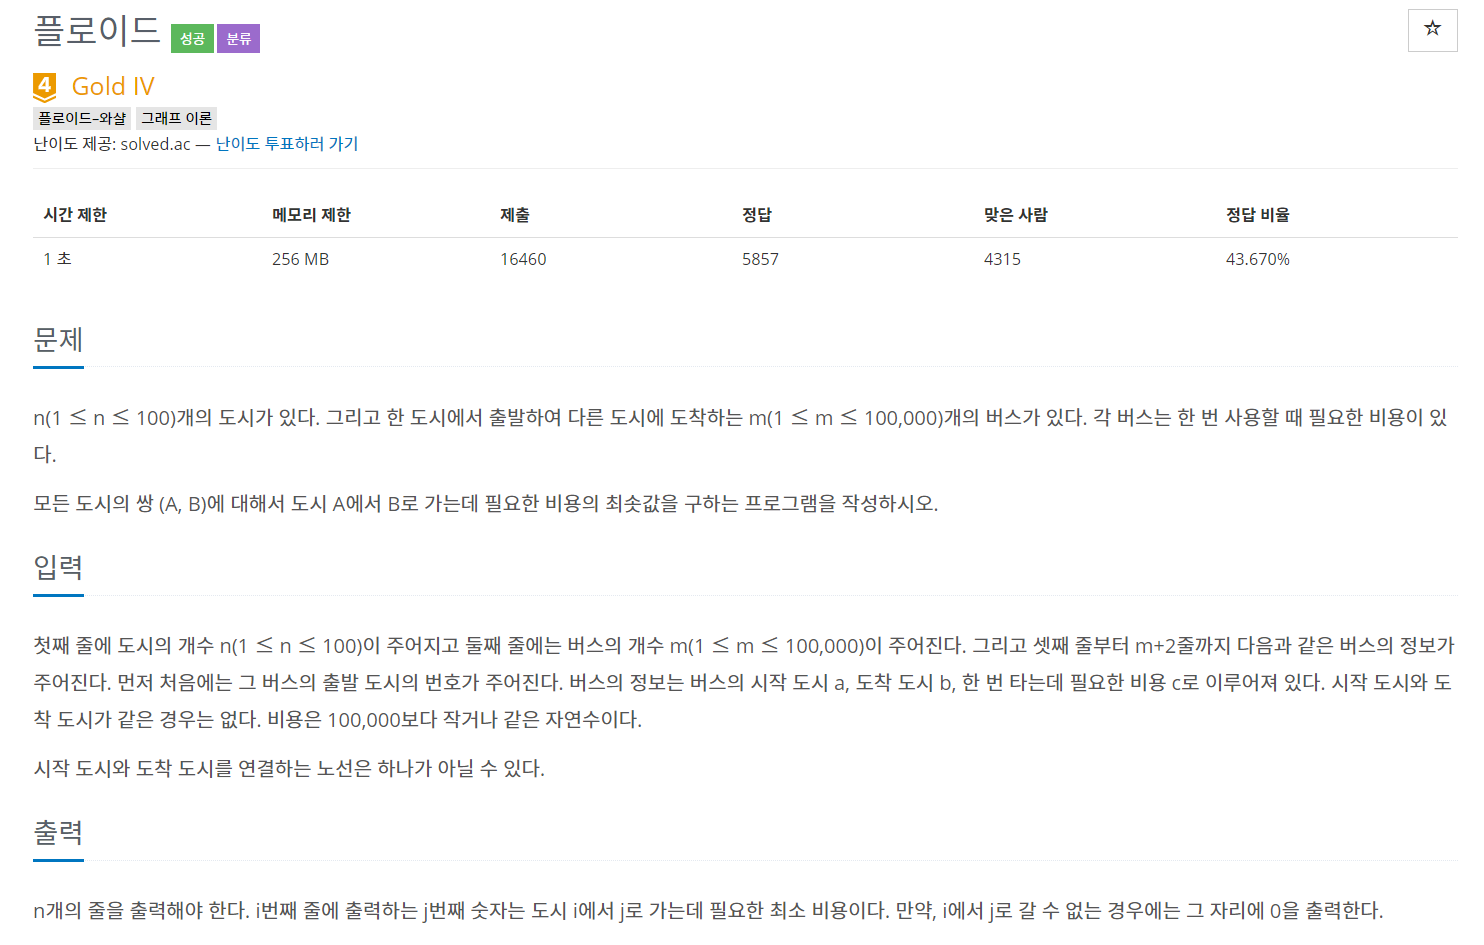 플로이드 성공 분류
☆
4 Gold IV
플로이드–와샬 그래프 이론
난이도 제공: solved.ac — 난이도 투표하러 가기
시간 제한 메모리 제한 제출 정답 맞은 사람 정답 비율
1 초 256 MB 16460 5857 4315 43.670%
문제
n(1 ≤ n ≤ 100)개의 도시가 있다. 그리고 한 도시에서 출발하여 다른 도시에 도착하는 m(1 ≤ m ≤ 100,000)개의 버스가 있다. 각 버스는 한 번 사용할 때 필요한 비용이 있
다.
모든 도시의 쌍 (A, B)에 대해서 도시 A에서 B로 가는데 필요한 비용의 최솟값을 구하는 프로그램을 작성하시오.
입력
첫째 줄에 도시의 개수 n(1 ≤ n ≤ 100)이 주어지고 둘째 줄에는 버스의 개수 m(1 ≤ m ≤ 100,000)이 주어진다. 그리고 셋째 줄부터 m+2줄까지 다음과 같은 버스의 정보가
주어진다. 먼저 처음에는 그 버스의 출발 도시의 번호가 주어진다. 버스의 정보는 버스의 시작 도시 a, 도착 도시 b, 한 번 타는데 필요한 비용 c로 이루어져 있다. 시작 도시와 도
착 도시가 같은 경우는 없다. 비용은 100,000보다 작거나 같은 자연수이다.
시작 도시와 도착 도시를 연결하는 노선은 하나가 아닐 수 있다.
출력
n개의 줄을 출력해야 한다. i번째 줄에 출력하는 j번째 숫자는 도시 i에서 j로 가는데 필요한 최소 비용이다. 만약, i에서 j로 갈 수 없는 경우에는 그 자리에 0을 출력한다.